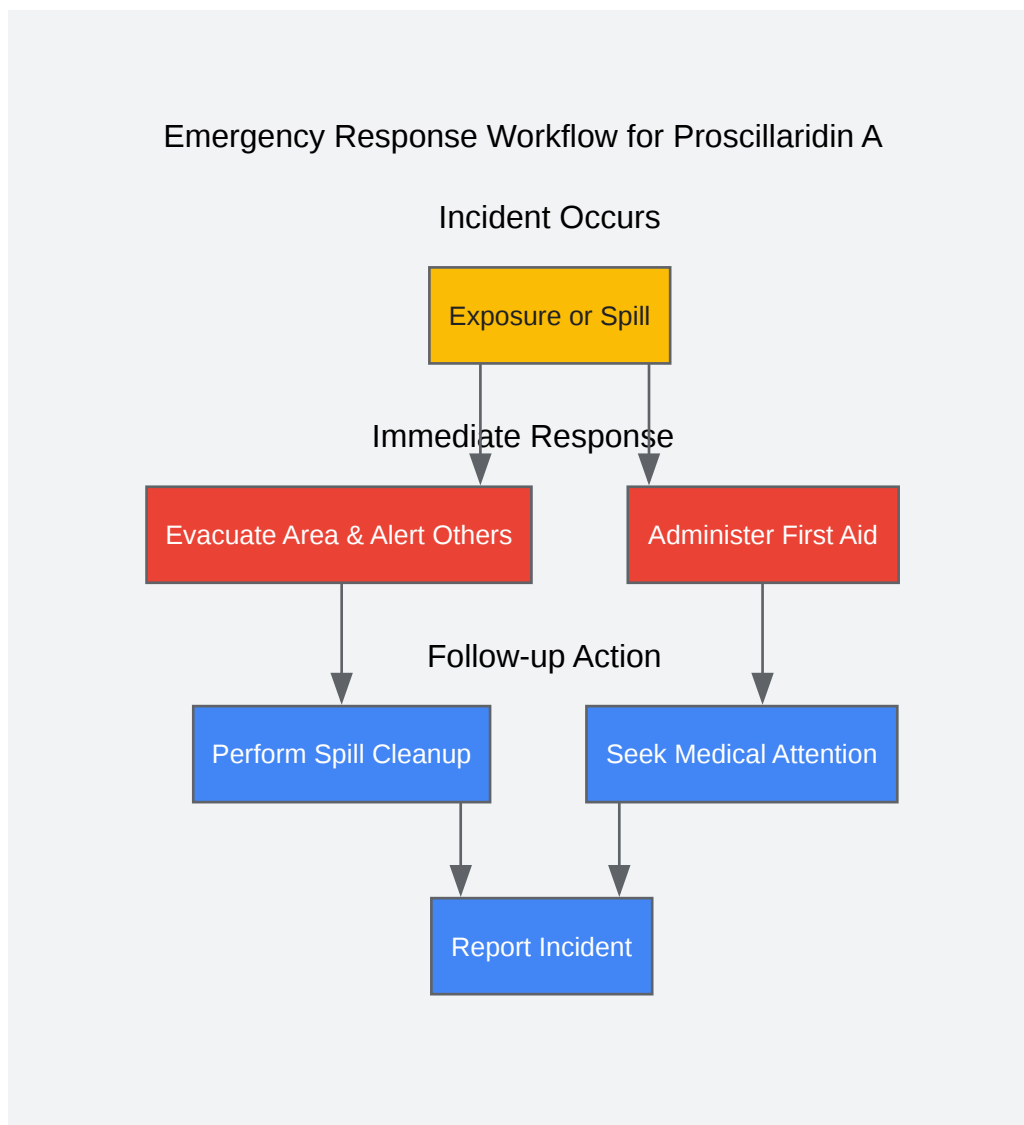 Emergency Response Workflow for Proscillaridin A
Incident Occurs
Exposure or Spill
Immediate Response
Evacuate Area & Alert Others
Administer First Aid
Follow-up Action
Perform Spill Cleanup
Seek Medical Attention
Report Incident